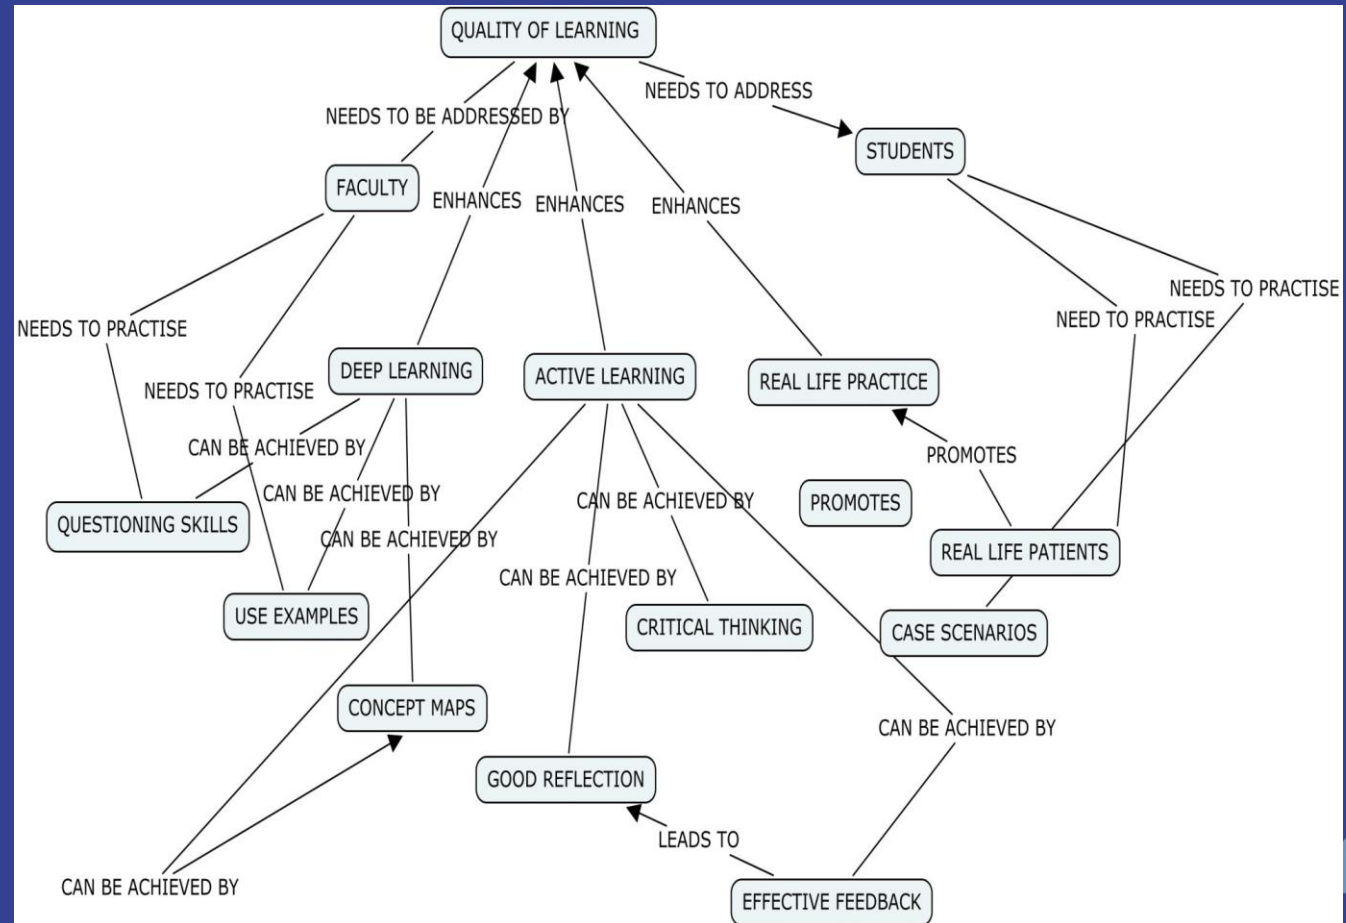 QUALITY OF LEARNING
NEEDS TO ADDRESS
NEEDS TO BE ADDRESSED BY
STUDENTS
FACULTY
ENHANCES
ENHANCES
ENHANCES
NEEDS TO PRACTISE
NEED TO PRACTISE
NEEDS TO PRACTISE
DEEP LEARNING
ACTIVE LEARNING
REAL LIFE PRACTICE
NEEDS TO PRACTISE
CAN BE ACHIEVED BY
PROMOTES
CAN BE ACHIEVED BY
CAN BE ACHIEVED BY
PROMOTES
QUESTIONING SKILLS
CAN BE ACHIEVED BY
REAL LIFE PATIENTS
CAN BE ACHIEVED BY
USE EXAMPLES
CRITICAL THINKING
CASE SCENARIOS
CONCEPT MAPS
CAN BE ACHIEVED BY
GOOD REFLECTION
LEADS TO
CAN BE ACHIEVED BY
EFFECTIVE FEEDBACK